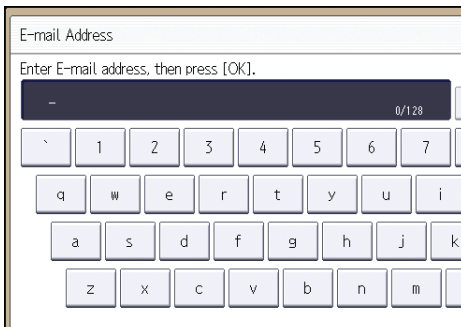 E-mail Address
Enter E-mail address, then press [OK].
_ 0/128
` 1 2 3 4 5 6 7
q w e r t y u i
a s d f g h j k
z x c v b n m